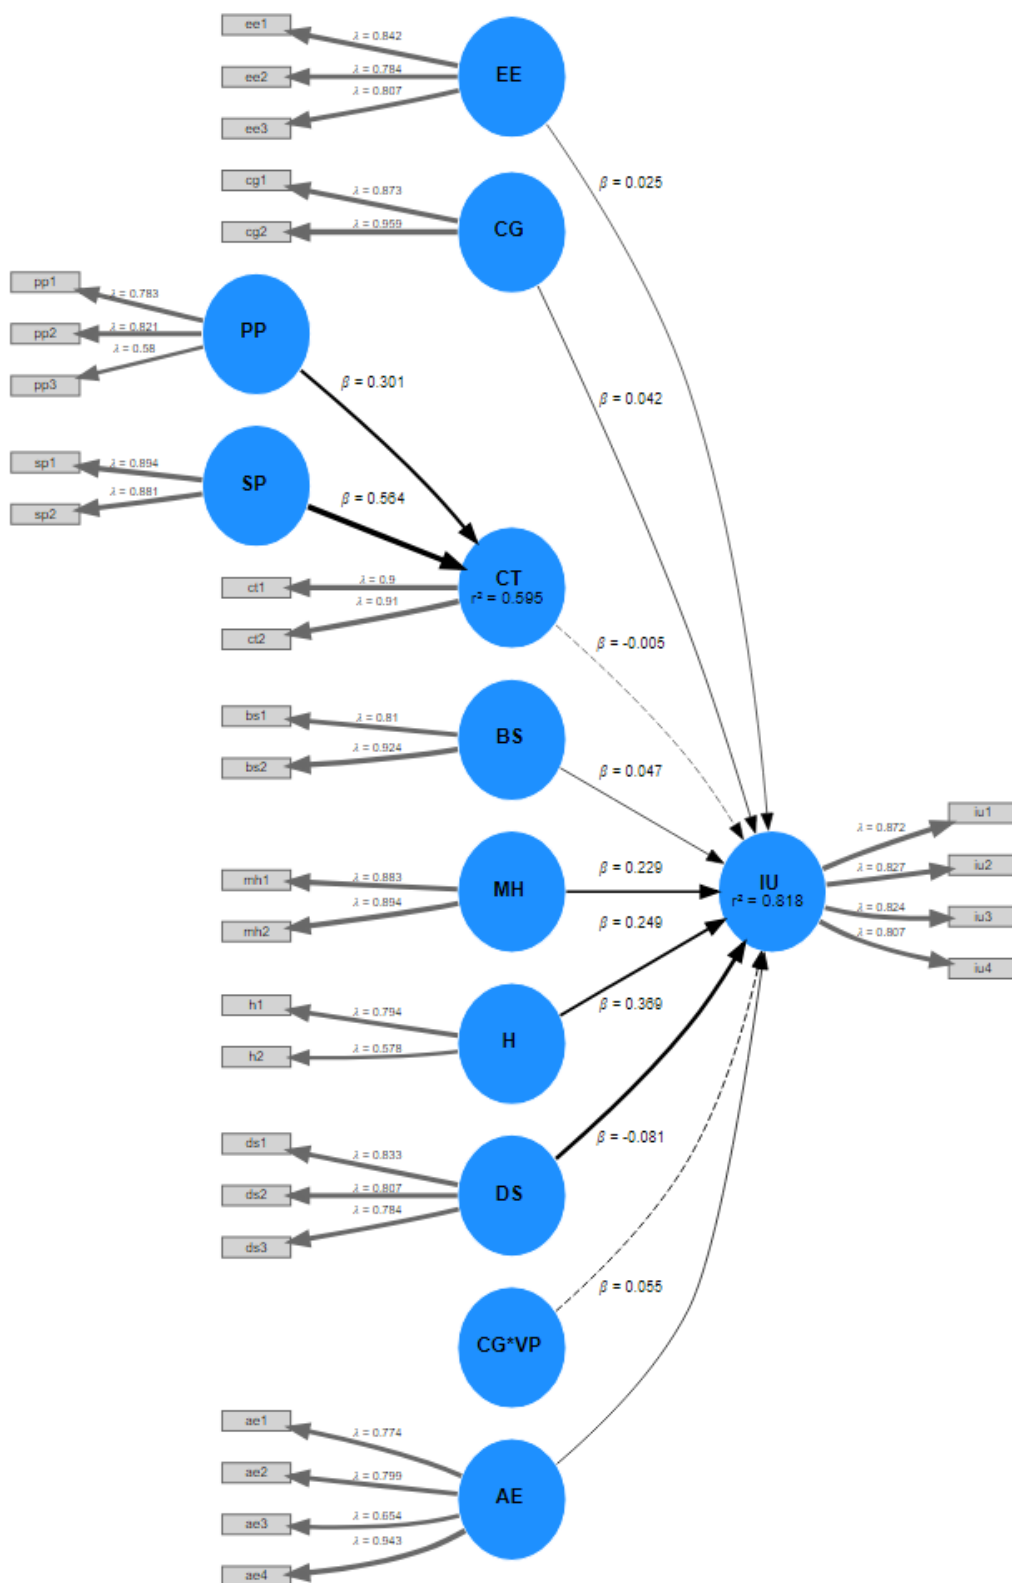 ee1
λ = 0.842
ee2
λ = 0.784
EE
λ = 0.807
ee3
cg1
λ = 0.873
β = 0.025
cg2
λ = 0.959
CG
pp1
λ = 0.783
pp2
λ = 0.821
PP
λ = 0.58
pp3
β = 0.301
β = 0.042
sp1
λ = 0.894
SP
λ = 0.881
sp2
β = 0.564
ct1
λ = 0.9
CT
r² = 0.595
λ = 0.91
ct2
β = -0.005
bs1
λ = 0.81
BS
λ = 0.924
bs2
β = 0.047
iu1
λ = 0.872
iu2
λ = 0.827
mh1
λ = 0.883
MH
β = 0.229
IU
r² = 0.818
λ = 0.894
mh2
β = 0.249
λ = 0.824
iu3
λ = 0.807
iu4
h1
λ = 0.794
β = 0.369
H
λ = 0.578
h2
ds1
λ = 0.833
β = -0.081
ds2
λ = 0.807
DS
λ = 0.784
ds3
β = 0.055
CG*VP
ae1
λ = 0.774
ae2
λ = 0.799
AE
λ = 0.654
ae3
λ = 0.943
ae4